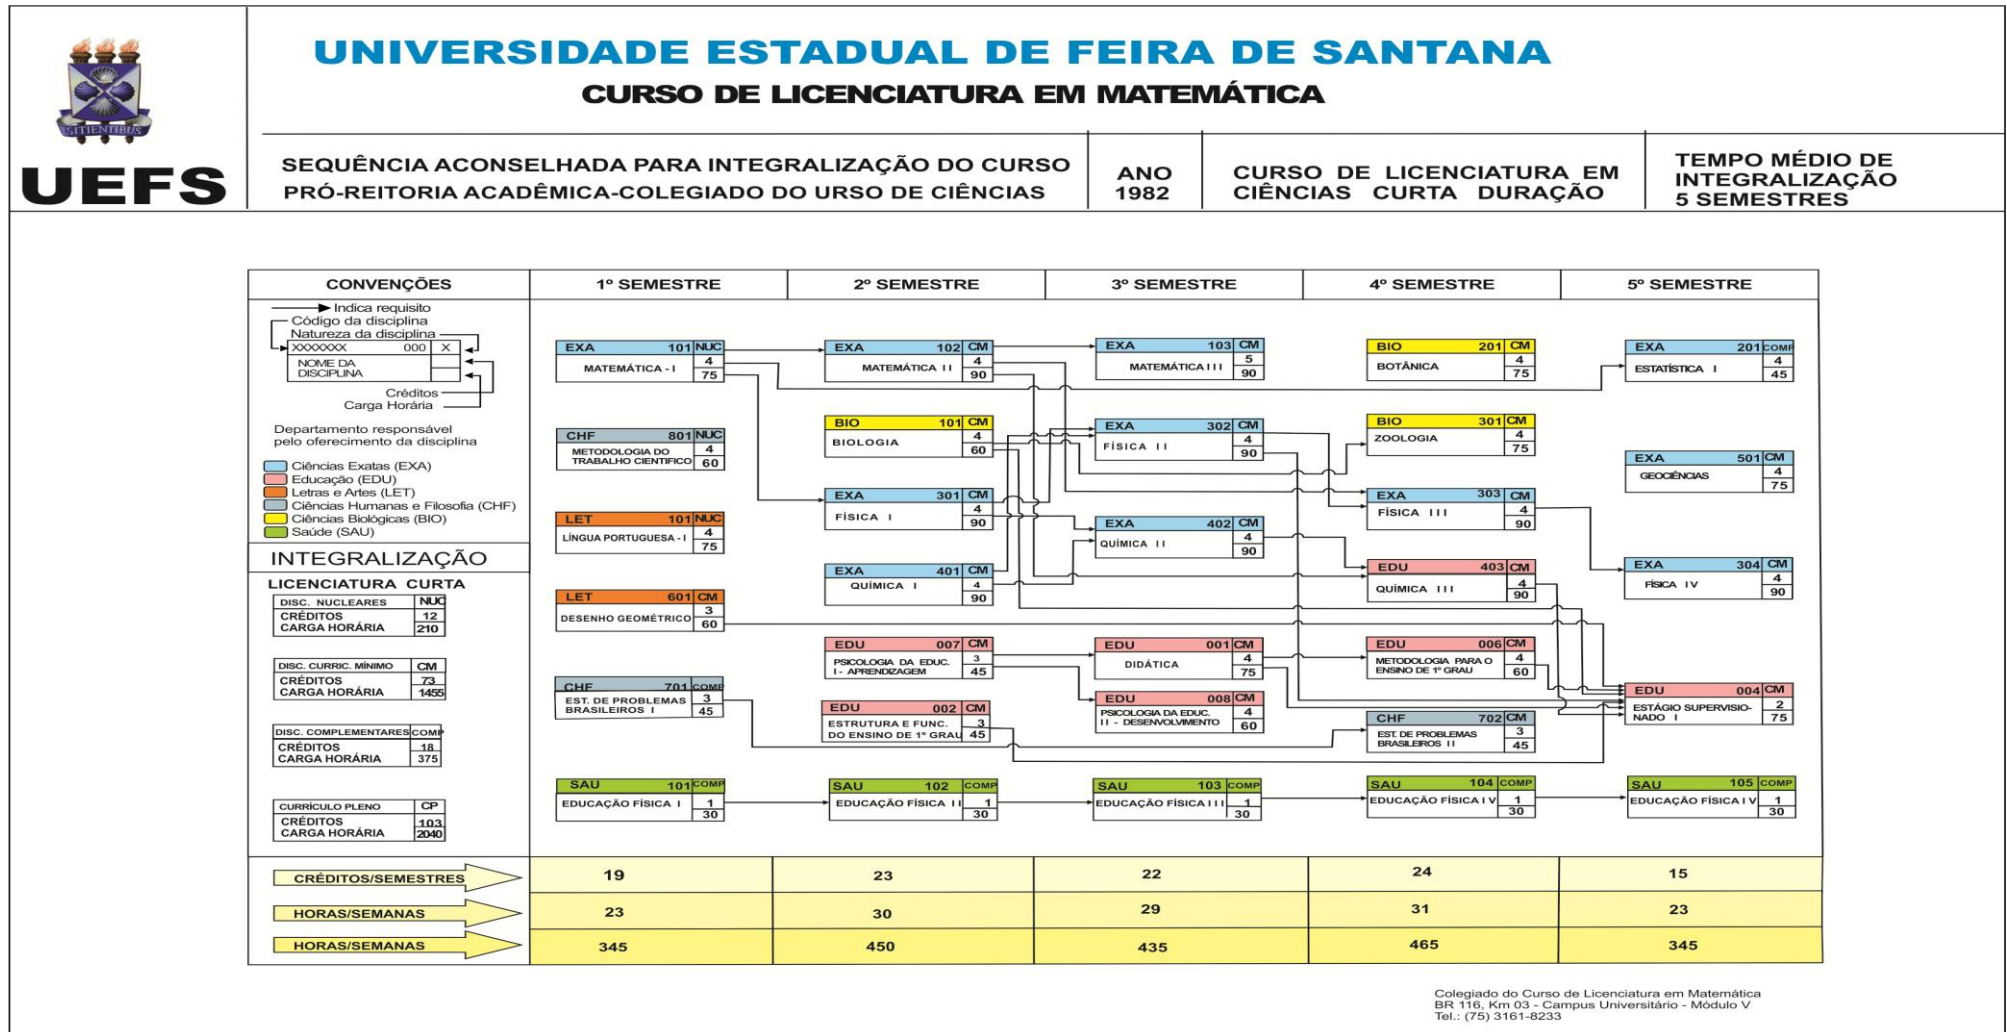 SITIENTIBUS
UEFS
UNIVERSIDADE ESTADUAL DE FEIRA DE SANTANA
CURSO DE LICENCIATURA EM MATEMÁTICA
SEQUÊNCIA ACONSELHADA PARA INTEGRALIZAÇÃO DO CURSO
PRÓ-REITORIA ACADÊMICA-COLEGIADO DO URSO DE CIÊNCIAS
ANO
1982
CURSO DE LICENCIATURA EM
CIÊNCIAS CURTA DURAÇÃO
TEMPO MÉDIO DE
INTEGRALIZAÇÃO
5 SEMESTRES
CONVENÇÕES
Indica requisito
Código da disciplina
Natureza da disciplina
XXXXXXX 000 X
NOME DA
DISCIPLINA
Créditos
Carga Horária
Departamento responsável
pelo oferecimento da disciplina
Ciências Exatas (EXA)
Educação (EDU)
Letras e Artes (LET)
Ciências Humanas e Filosofia (CHF)
Ciências Biológicas (BIO)
Saúde (SAU)
INTEGRALIZAÇÃO
LICENCIATURA CURTA
DISC. NUCLEARES NUC
CRÉDITOS 12
CARGA HORÁRIA 210
DISC. CURRIC. MÍNIMO CM
CRÉDITOS 73
CARGA HORÁRIA 1455
DISC. COMPLEMENTARES COMP
CRÉDITOS 18
CARGA HORÁRIA 375
CURRÍCULO PLENO CP
CRÉDITOS 103
CARGA HORÁRIA 2040
1º SEMESTRE
EXA 101 NUC
MATEMÁTICA - I
4
75
CHF 801 NUC
METODOLOGIA DO
TRABALHO CIENTIFICO
4
60
LET 101 NUC
LÍNGUA PORTUGUESA - I
4
75
LET 601 CM
DESENHO GEOMÉTRICO
3
60
CHF 701 COMP
EST. DE PROBLEMAS
BRASILEIROS I
3
45
SAU 101 COMP
EDUCAÇÃO FÍSICA I
1
30
2º SEMESTRE
EXA 102 CM
MATEMÁTICA II
4
90
BIO 101 CM
BIOLOGIA
4
60
EXA 301 CM
FÍSICA I
4
90
EXA 401 CM
QUÍMICA I
4
90
EDU 007 CM
PSICOLOGIA DA EDUC.
I - APRENDIZAGEM
3
45
EDU 002 CM
ESTRUTURA E FUNC.
DO ENSINO DE 1º GRAU
3
45
SAU 102 COMP
EDUCAÇÃO FÍSICA II
1
30
3º SEMESTRE
EXA 103 CM
MATEMÁTICA III
5
90
EXA 302 CM
FÍSICA II
4
90
EXA 402 CM
QUÍMICA II
4
90
EDU 001 CM
DIDÁTICA
4
75
EDU 008 CM
PSICOLOGIA DA EDUC.
II - DESENVOLVIMENTO
4
60
SAU 103 COMP
EDUCAÇÃO FÍSICA III
1
30
4º SEMESTRE
BIO 201 CM
BOTÂNICA
4
75
BIO 301 CM
ZOOLOGIA
4
75
EXA 303 CM
FÍSICA III
4
90
EDU 403 CM
QUÍMICA III
4
90
EDU 006 CM
METODOLOGIA PARA O
ENSINO DE 1º GRAU
4
60
CHF 702 CM
EST. DE PROBLEMAS
BRASILEIROS II
3
45
SAU 104 COMP
EDUCAÇÃO FÍSICA IV
1
30
5º SEMESTRE
EXA 201 COMP
ESTATÍSTICA I
4
45
EXA 501 CM
GEOCIÊNCIAS
4
75
EXA 304 CM
FÍSICA IV
4
90
EDU 004 CM
ESTÁGIO SUPERVISIO-
NADO I
2
75
SAU 105 COMP
EDUCAÇÃO FÍSICA IV
1
30
CRÉDITOS/SEMESTRES 19 23 22 24 15
HORAS/SEMANAS 23 30 29 31 23
HORAS/SEMANAS 345 450 435 465 345
Colegiado do Curso de Licenciatura em Matemática
BR 116, Km 03 - Campus Universitário - Módulo V
Tel.: (75) 3161-8233